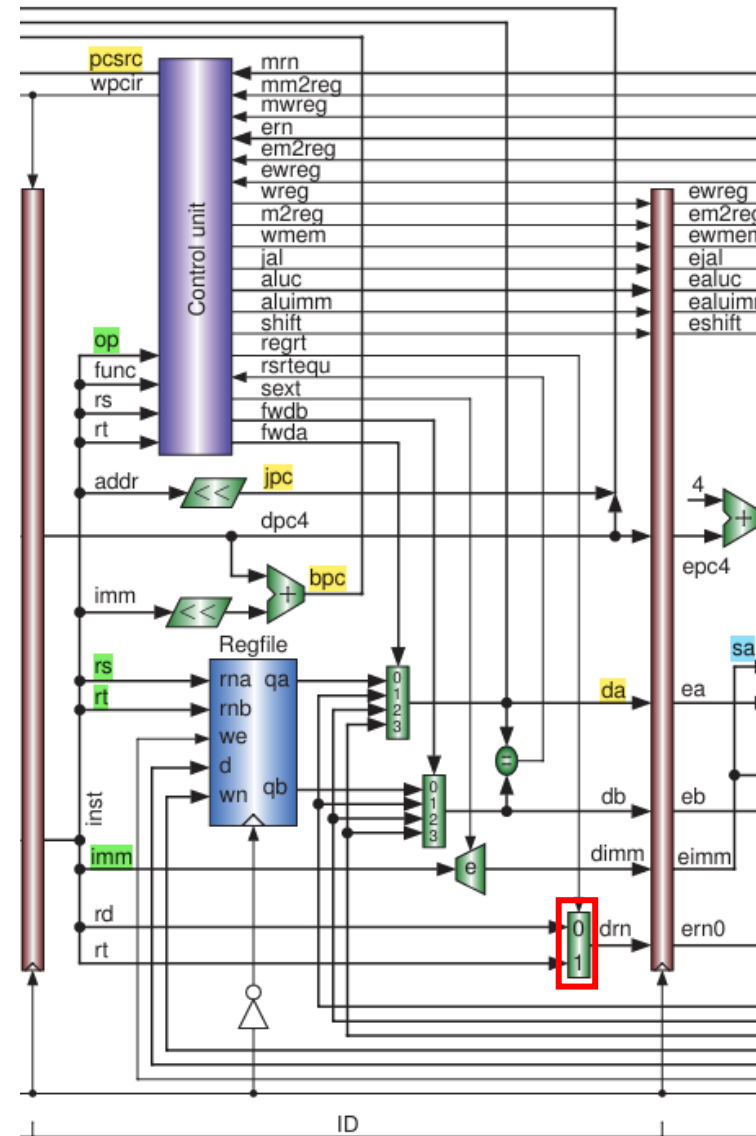 pcsrc
wpcir
Control unit
mrn
mm2reg
mwreg
ern
em2reg
ewreg
wreg
m2reg
wmem
jal
aluc
aluimm
shift
regrt
rsrtequ
sext
fwdb
fwda
ewreg
em2reg
ewmem
ejal
ealuc
ealuimm
eshift
op
func
rs
rt
addr
<<
jpc
4
+
dpc4
epc4
imm
<<
+
bpc
Regfile
rs
rt
rna
qa
rnb
we
d
wn
qb
0
1
2
3
da
ea
sa
=
0
1
2
3
db
eb
inst
imm
e
dimm
eimm
rd
rt
0
1
drn
ern0
ID